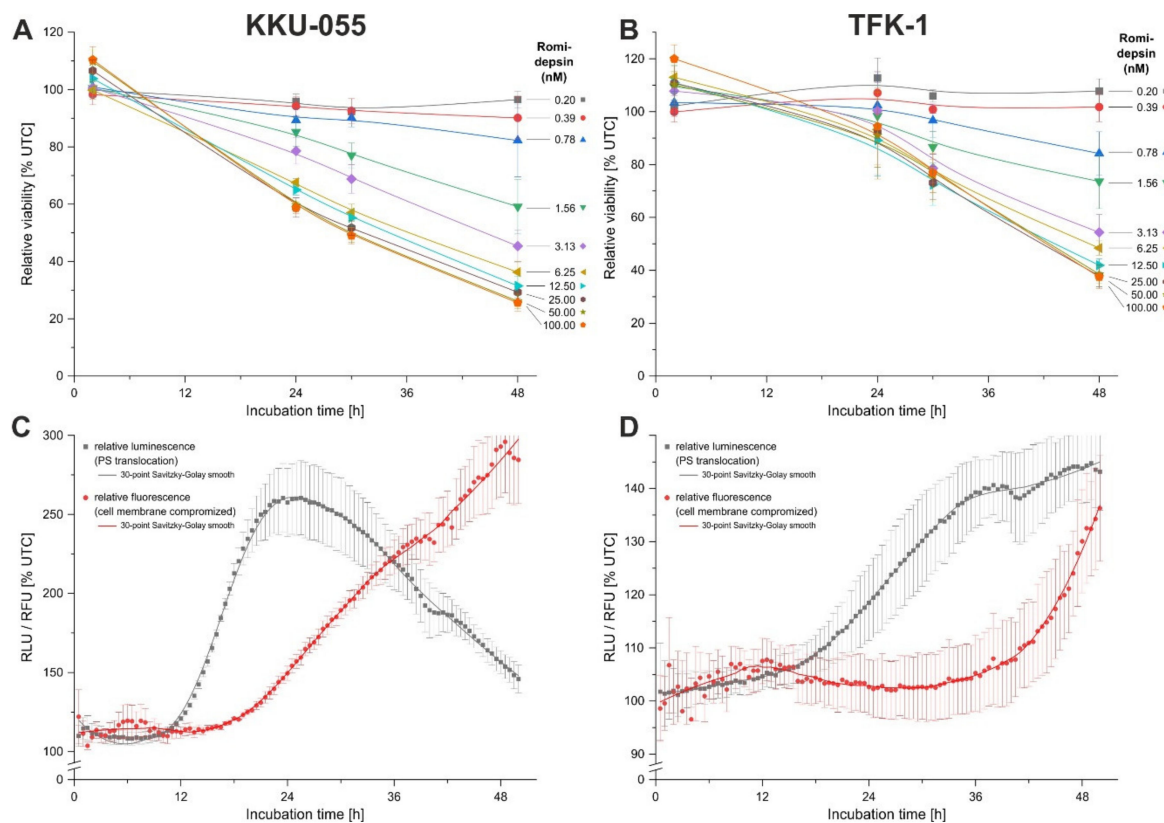 A
KKU-055
Romi-
depsin
(nM)
120
100
80
60
40
20
0
Relative viability [% UTC]
0.20
0.39
0.78
1.56
3.13
6.25
12.50
25.00
50.00
100.00
0 12 24 36 48
Incubation time [h]
B
TFK-1
Romi-
depsin
(nM)
120
100
80
60
40
20
0
Relative viability [% UTC]
0.20
0.39
0.78
1.56
3.13
6.25
12.50
25.00
50.00
100.00
0 12 24 36 48
Incubation time [h]
C
300
250
200
150
100
0
RLU / RFU [% UTC]
relative luminescence
(PS translocation)
30-point Savitzky-Golay smooth
relative fluorescence
(cell membrane compromized)
30-point Savitzky-Golay smooth
0 12 24 36 48
Incubation time [h]
D
140
130
120
110
100
90
0
RLU / RFU [% UTC]
relative luminescence
(PS translocation)
30-point Savitzky-Golay smooth
relative fluorescence
(cell membrane compromized)
30-point Savitzky-Golay smooth
0 12 24 36 48
Incubation time [h]